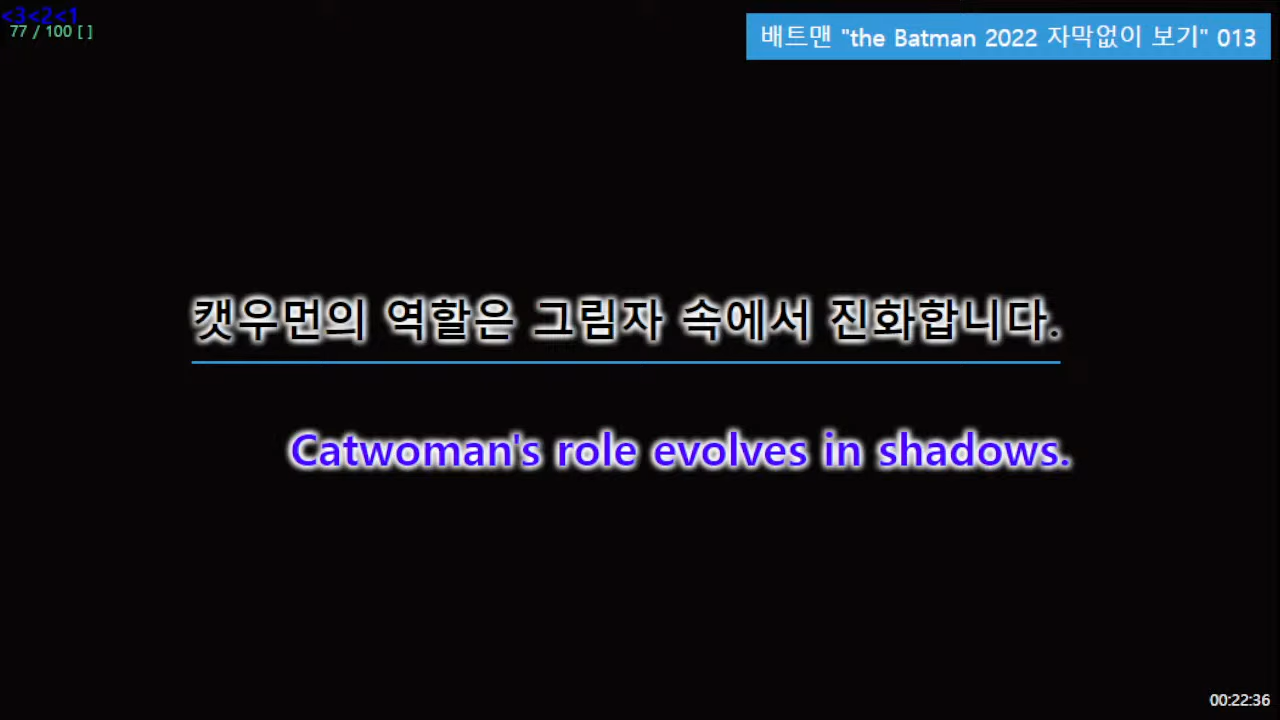 <3<2<1
77 / 100 [ ]
배트맨 "the Batman 2022 자막없이 보기" 013
캣우먼의 역할은 그림자 속에서 진화합니다.
Catwoman's role evolves in shadows.
00:22:36